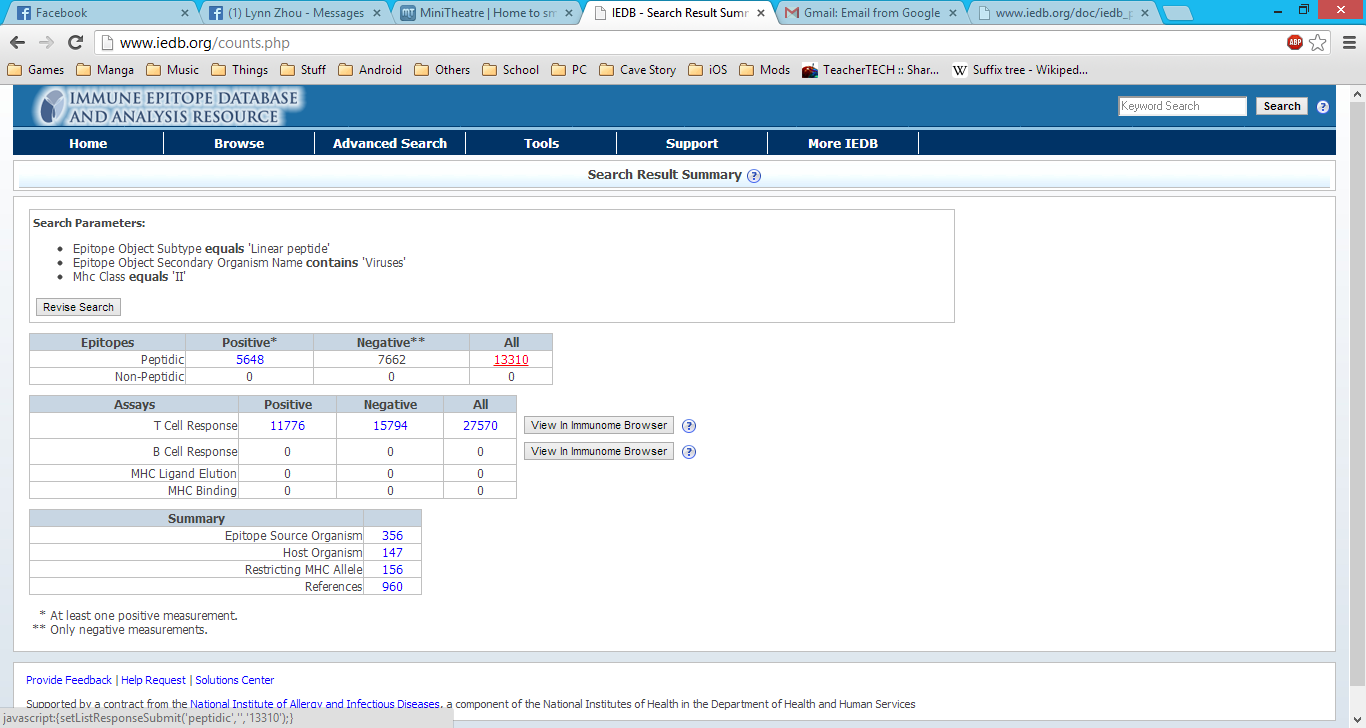 Facebook
(1) Lynn Zhou - Messages
MiniTheatre | Home to sm
IEDB - Search Result Summ
Gmail: Email from Google
www.iedb.org/doc/iedb_p
www.iedb.org/counts.php
ABP
Games Manga Music Things Stuff Android Others School PC Cave Story iOS Mods TeacherTECH :: Shar... W Suffix tree - Wikiped...
IMMUNE EPITOPE DATABASE
AND ANALYSIS RESOURCE
Keyword Search Search ?
Home Browse Advanced Search Tools Support More IEDB
Search Result Summary ?
Search Parameters:
• Epitope Object Subtype equals 'Linear peptide'
• Epitope Object Secondary Organism Name contains 'Viruses'
• Mhc Class equals 'II'
Revise Search
Epitopes Positive* Negative** All
Peptidic 5648 7662 13310
Non-Peptidic 0 0 0
Assays Positive Negative All
T Cell Response 11776 15794 27570 View In Immunome Browser ?
B Cell Response 0 0 0 View In Immunome Browser ?
MHC Ligand Elution 0 0 0
MHC Binding 0 0 0
Summary
Epitope Source Organism 356
Host Organism 147
Restricting MHC Allele 156
References 960
* At least one positive measurement.
** Only negative measurements.
Provide Feedback | Help Request | Solutions Center
Supported by a contract from the National Institute of Allergy and Infectious Diseases, a component of the National Institutes of Health in the Department of Health and Human Services
javascript:{setListResponseSubmit('peptidic','','13310');}